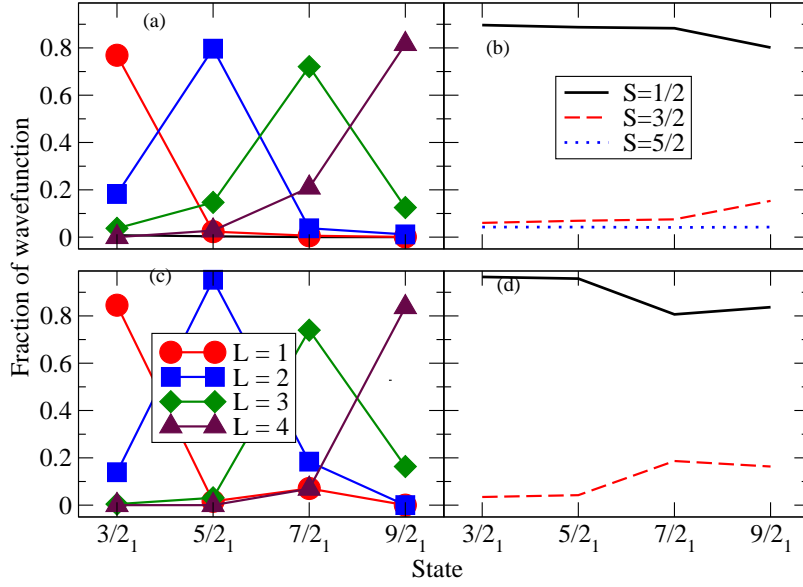 (a)
(b)
0.8
0.6
0.4
0.2
0
S=1/2
S=3/2
S=5/2
Fraction of wavefunction
(c)
(d)
0.8
0.6
0.4
0.2
0
L = 1
L = 2
L = 3
L = 4
3/2₁ 5/2₁ 7/2₁ 9/2₁ 3/2₁ 5/2₁ 7/2₁ 9/2₁
State